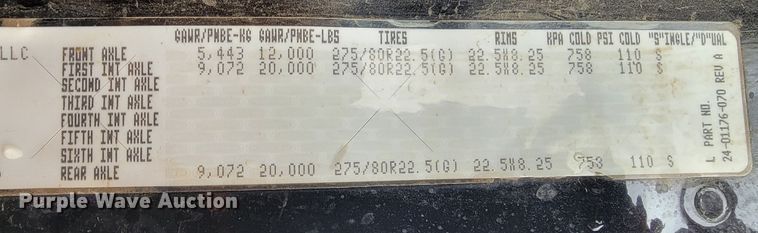 GAWR/PNBE-KG GAWR/PNBE-LBS TIRES RIMS KPA COLD PSI COLD "S"INGLE/"D"UAL
LLC FRONT AXLE 5,443 12,000 275/80R22.5(G) 22.5X8.25 758 110 S
FIRST INT AXLE 9,072 20,000 275/80R22.5(G) 22.5X8.25 758 110 S
SECOND INT AXLE
THIRD INT AXLE
FOURTH INT AXLE
FIFTH INT AXLE
SIXTH INT AXLE
REAR AXLE 9,072 20,000 275/80R22.5(G) 22.5X8.25 758 110 S
L PART NO.
24-01176-070 REV A
Purple Wave Auction